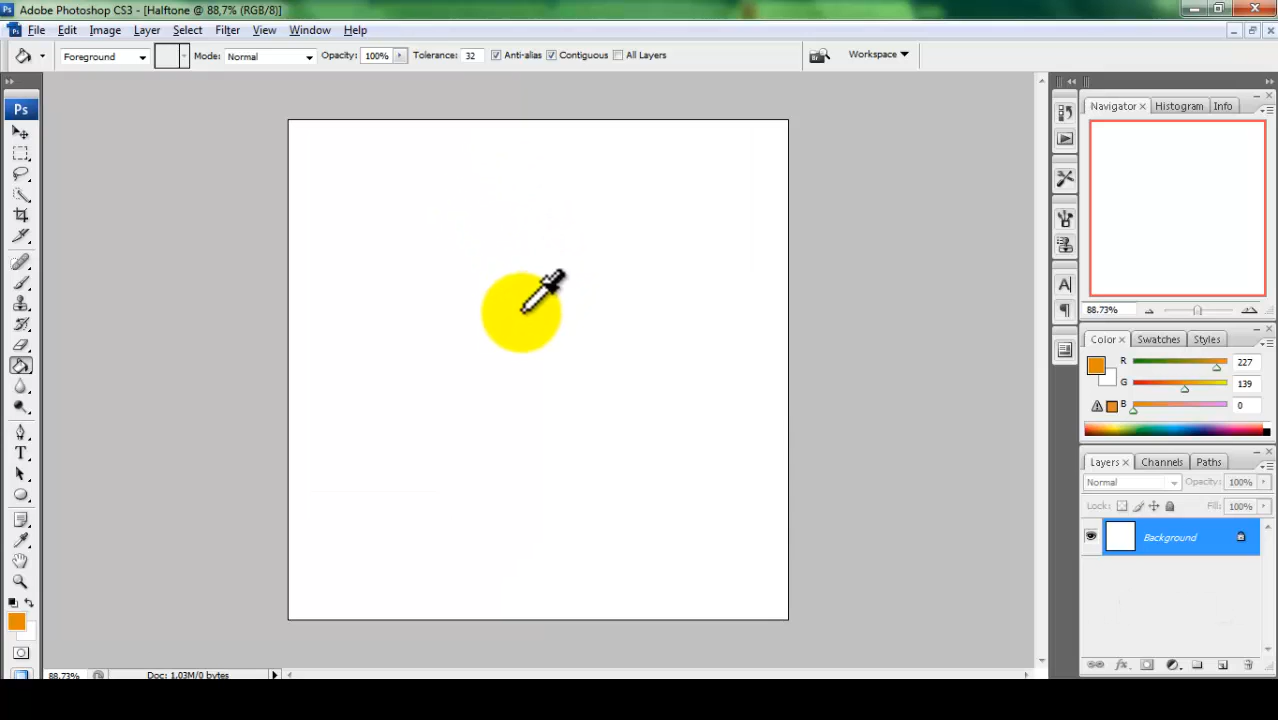 Ps Adobe Photoshop CS3 - [Halftone @ 88,7% (RGB/8)]
File Edit Image Layer Select Filter View Window Help
Foreground Mode: Normal Opacity: 100% Tolerance: 32 Anti-alias Contiguous All Layers Workspace
Ps
Navigator Histogram Info
88.73%
Color Swatches Styles
R 227
G 139
B 0
Layers Channels Paths
Normal Opacity: 100%
Lock: Fill: 100%
Background
88.73% Doc: 1.03M/0 bytes